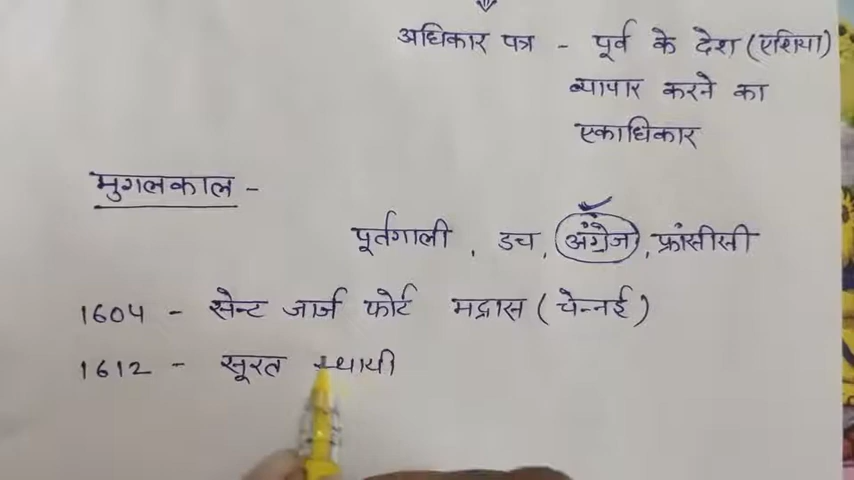 अधिकार पत्र - पूर्व के देश (एशिया)
व्यापार करने का
एकाधिकार
मुगलकाल -
पूर्तगाली, डच, अंग्रेज, फ्रांसीसी
1604 - सेन्ट जार्ज फोर्ट मद्रास (चेन्नई)
1612 - सूरत स्थायी